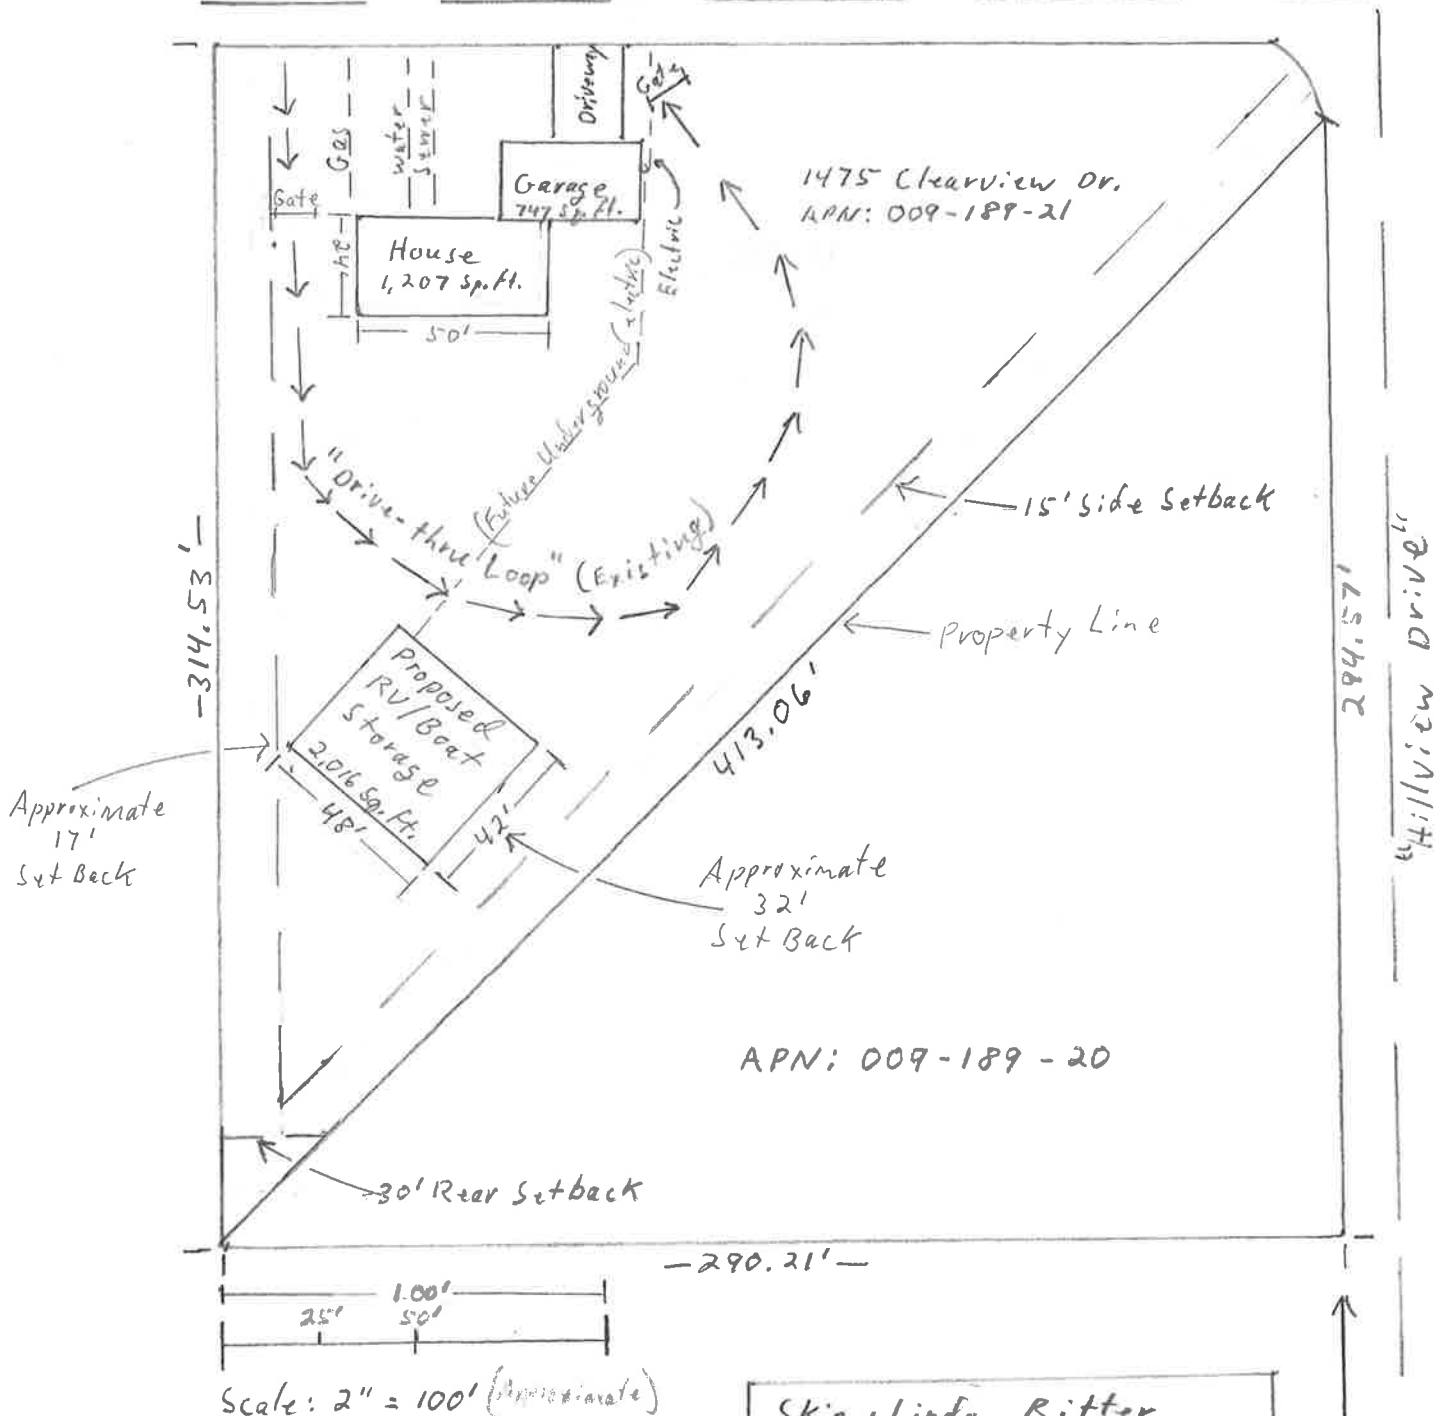 Driveway
Gate
Gas
water
Sewer
Gate
Garage
747 Sq. ft.
Electric
House
1,207 Sq. ft.
24'
50'
1475 Clearview Dr.
APN: 009-189-21
(Future Underground Electric)
"Drive-thru Loop" (Existing)
15' Side Setback
Property Line
-314.53'-
413.06'
294.57'
"Hillview Drive"
Proposed
RV/Boat
Storage
2,016 Sq. ft.
48'
42'
Approximate
17'
Set Back
Approximate
32'
Set Back
APN: 009-189-20
30' Rear Setback
-290.21'-
100'
25' 50'
Scale: 2" = 100' (Approximate)
Linda Ritter